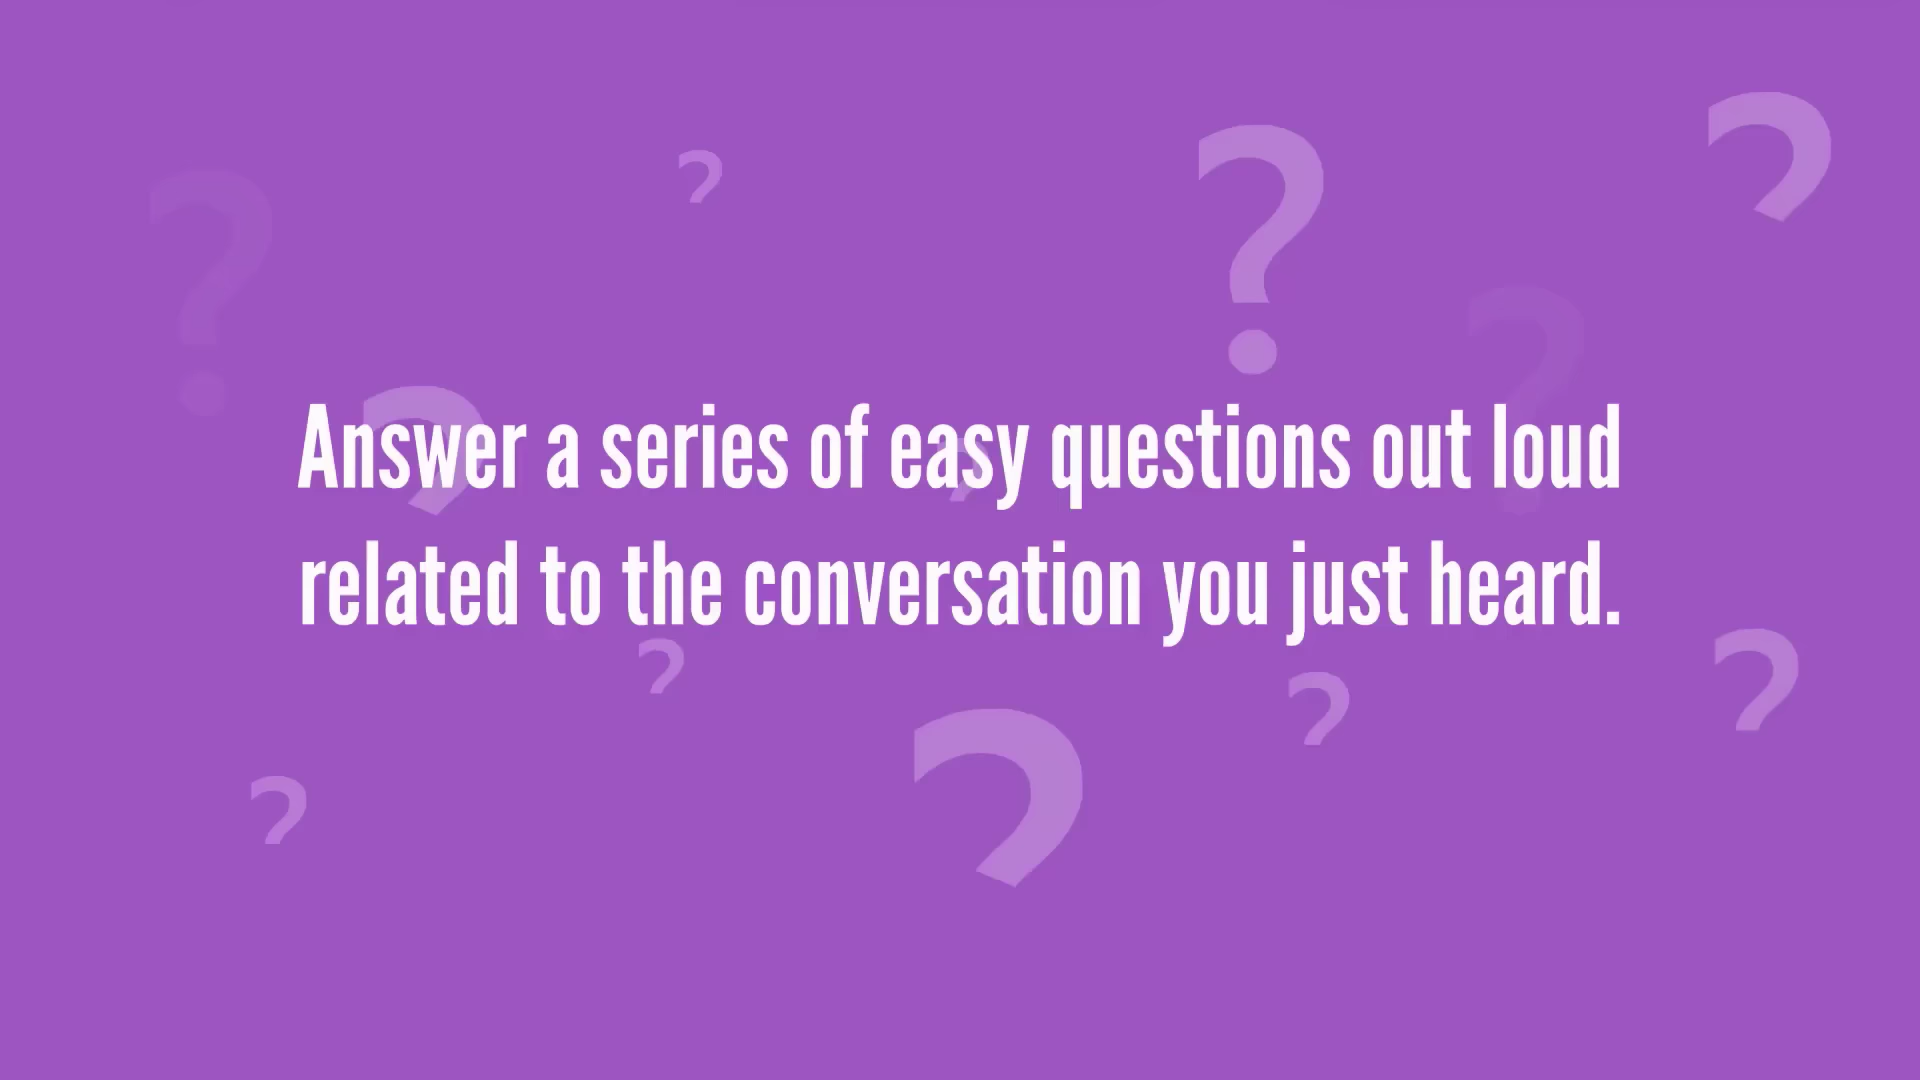 Answer a series of easy questions out loud
related to the conversation you just heard.